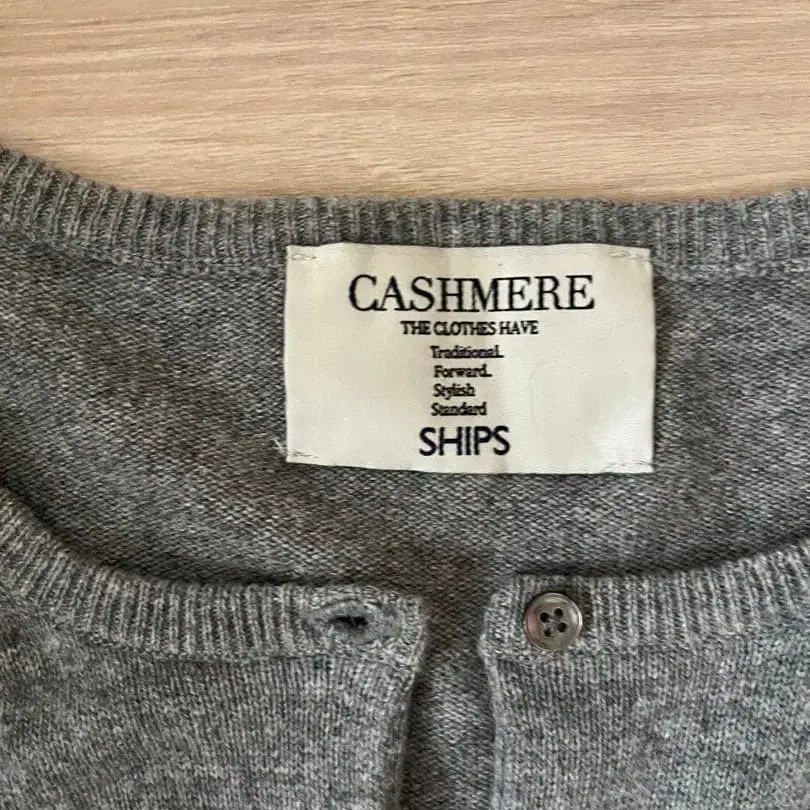 CASHMERE
THE CLOTHES HAVE
Traditional.
Forward.
Stylish
Standard
SHIPS